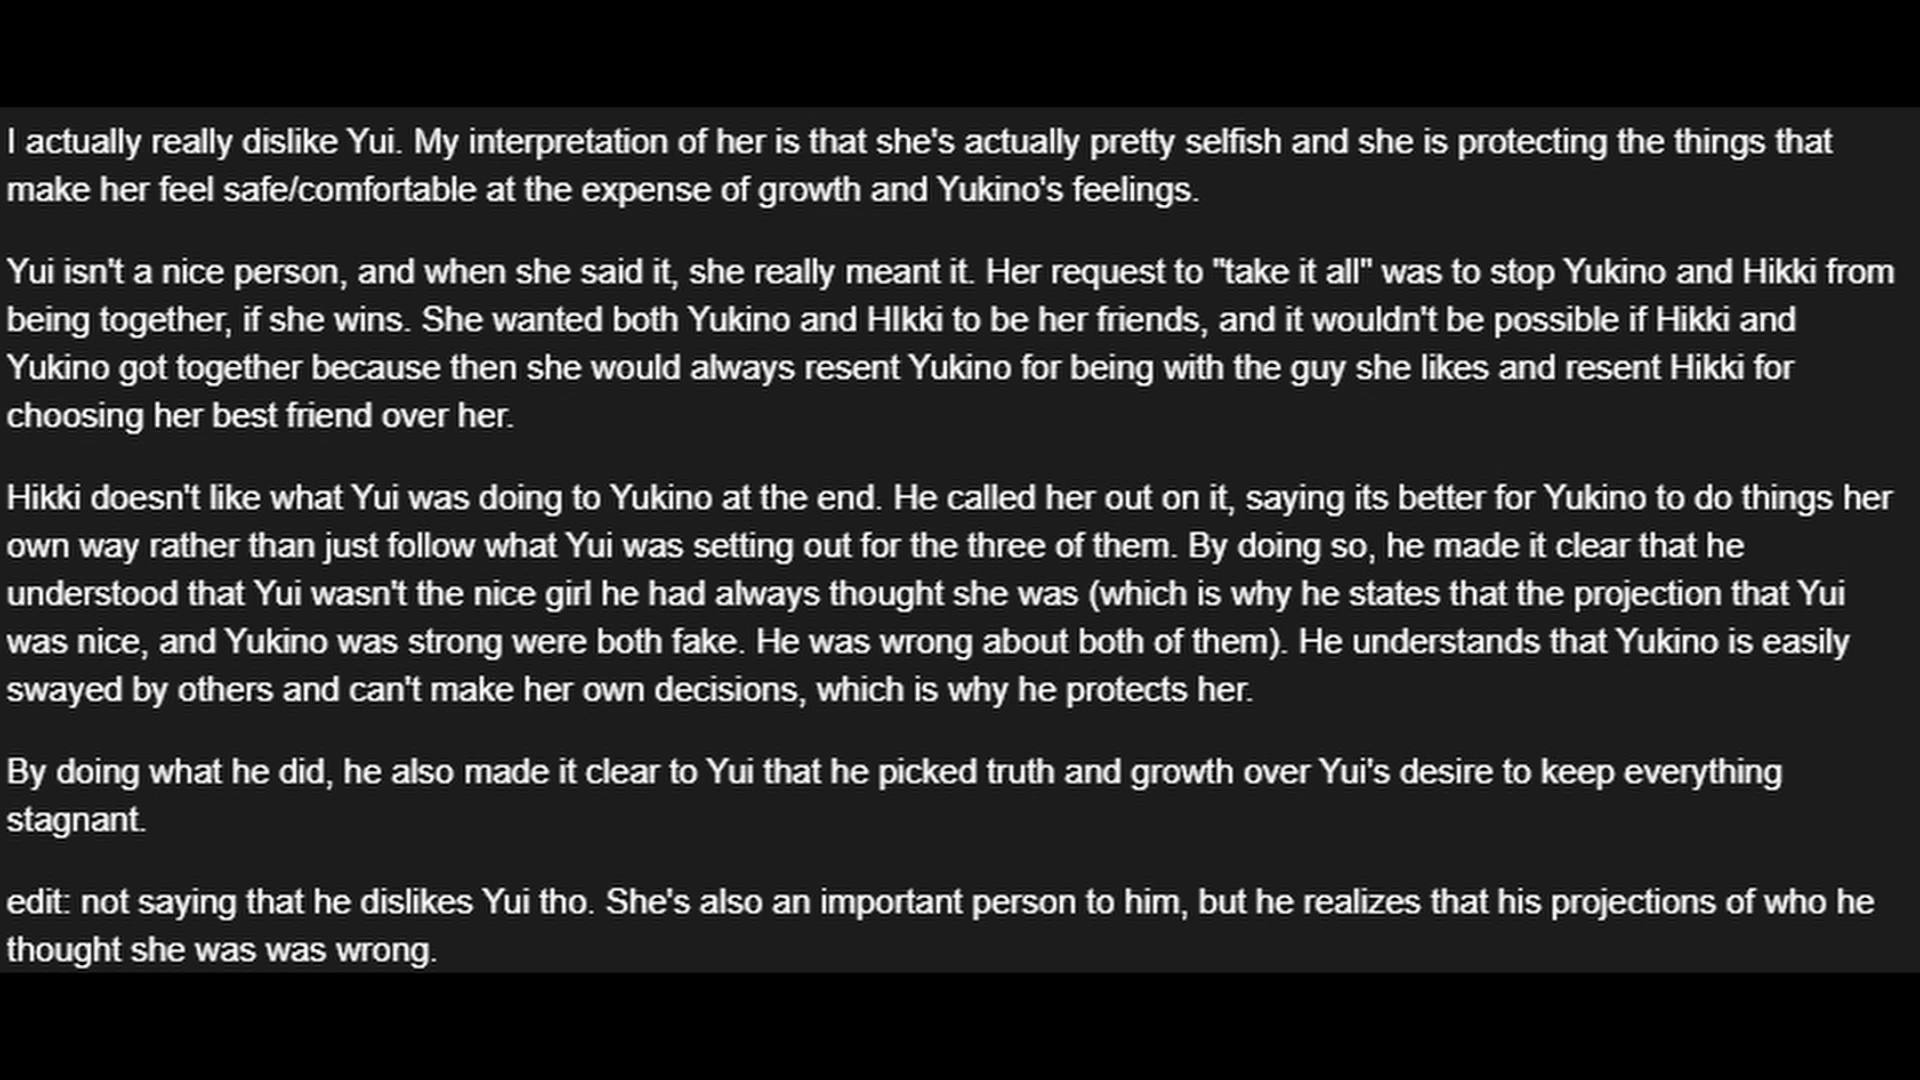 I actually really dislike Yui. My interpretation of her is that she's actually pretty selfish and she is protecting the things that
make her feel safe/comfortable at the expense of growth and Yukino's feelings.
Yui isn't a nice person, and when she said it, she really meant it. Her request to "take it all" was to stop Yukino and Hikki from
being together, if she wins. She wanted both Yukino and HIkki to be her friends, and it wouldn't be possible if Hikki and
Yukino got together because then she would always resent Yukino for being with the guy she likes and resent Hikki for
choosing her best friend over her.
Hikki doesn't like what Yui was doing to Yukino at the end. He called her out on it, saying its better for Yukino to do things her
own way rather than just follow what Yui was setting out for the three of them. By doing so, he made it clear that he
understood that Yui wasn't the nice girl he had always thought she was (which is why he states that the projection that Yui
was nice, and Yukino was strong were both fake. He was wrong about both of them). He understands that Yukino is easily
swayed by others and can't make her own decisions, which is why he protects her.
By doing what he did, he also made it clear to Yui that he picked truth and growth over Yui's desire to keep everything
stagnant.
edit: not saying that he dislikes Yui tho. She's also an important person to him, but he realizes that his projections of who he
thought she was was wrong.